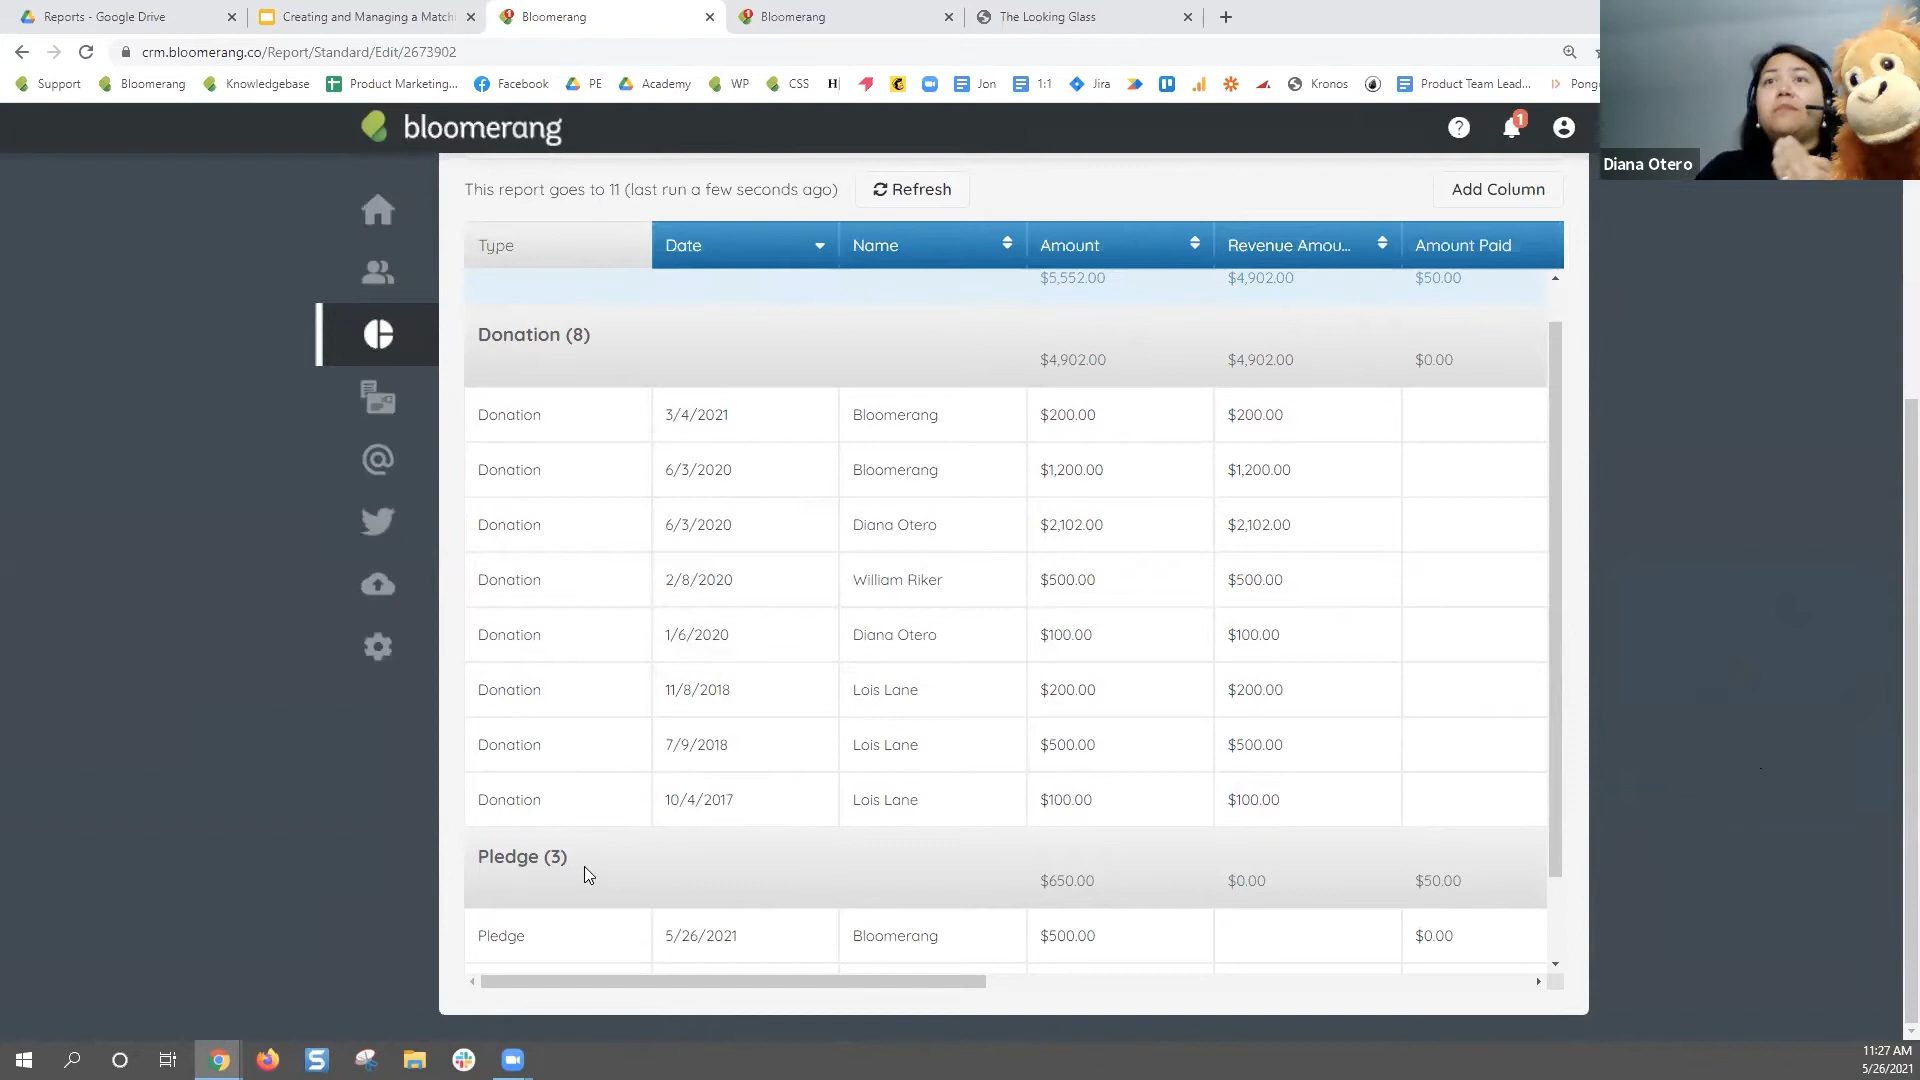 Reports - Google Drive
Creating and Managing a Match
Bloomerang
Bloomerang
The Looking Glass
crm.bloomerang.co/Report/Standard/Edit/2673902
Support Bloomerang Knowledgebase Product Marketing... Facebook PE Academy WP CSS H Jon 1:1 Jira Kronos Product Team Lead... Pong
bloomerang
1
Diana Otero
This report goes to 11 (last run a few seconds ago) Refresh Add Column
Type Date Name Amount Revenue Amou... Amount Paid
$5,552.00 $4,902.00 $50.00
Donation (8)
$4,902.00 $4,902.00 $0.00
Donation 3/4/2021 Bloomerang $200.00 $200.00
Donation 6/3/2020 Bloomerang $1,200.00 $1,200.00
Donation 6/3/2020 Diana Otero $2,102.00 $2,102.00
Donation 2/8/2020 William Riker $500.00 $500.00
Donation 1/6/2020 Diana Otero $100.00 $100.00
Donation 11/8/2018 Lois Lane $200.00 $200.00
Donation 7/9/2018 Lois Lane $500.00 $500.00
Donation 10/4/2017 Lois Lane $100.00 $100.00
Pledge (3)
$650.00 $0.00 $50.00
Pledge 5/26/2021 Bloomerang $500.00 $0.00
11:27 AM
5/26/2021